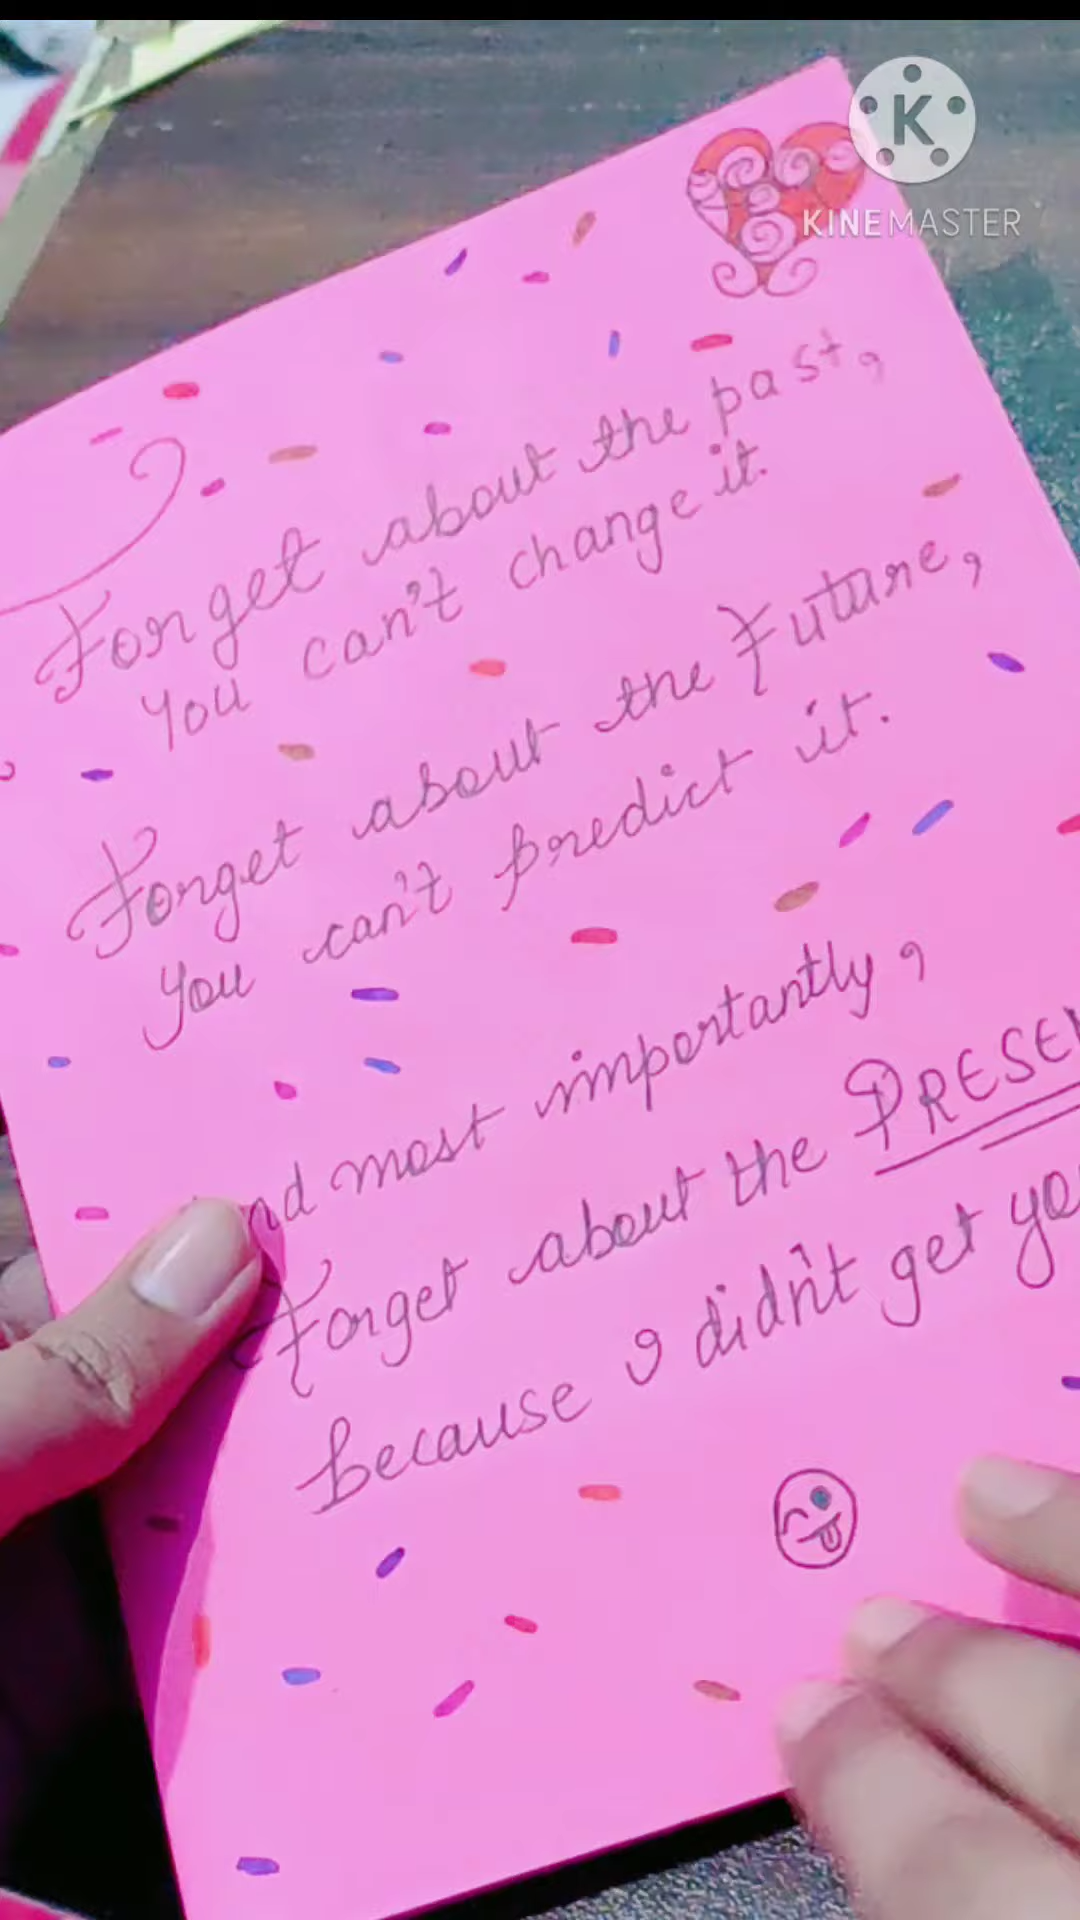 K
KINEMASTER
Forget about the past,
you can't change it.
Forget about the Future,
you can't predict it.
nd most importantly,
Forget about the PRESE
because I didn't get yo